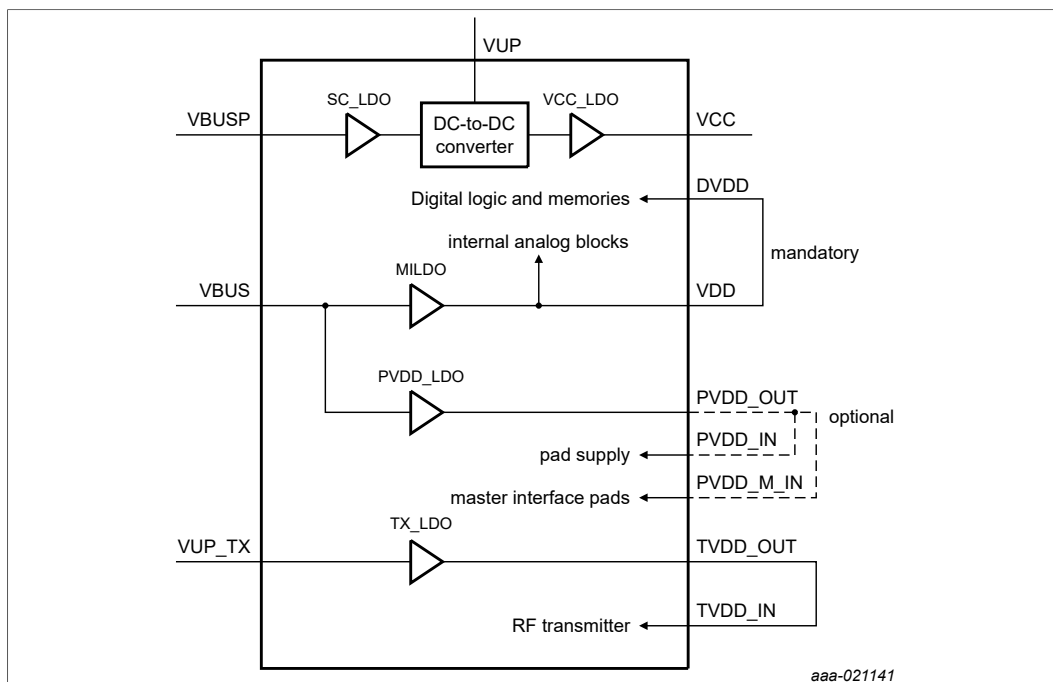 VUP
SC_LDO
VCC_LDO
VBUSP
DC-to-DC
converter
VCC
DVDD
Digital logic and memories
internal analog blocks
mandatory
MILDO
VBUS
VDD
PVDD_LDO
PVDD_OUT
optional
PVDD_IN
pad supply
PVDD_M_IN
master interface pads
TX_LDO
VUP_TX
TVDD_OUT
TVDD_IN
RF transmitter
aaa-021141